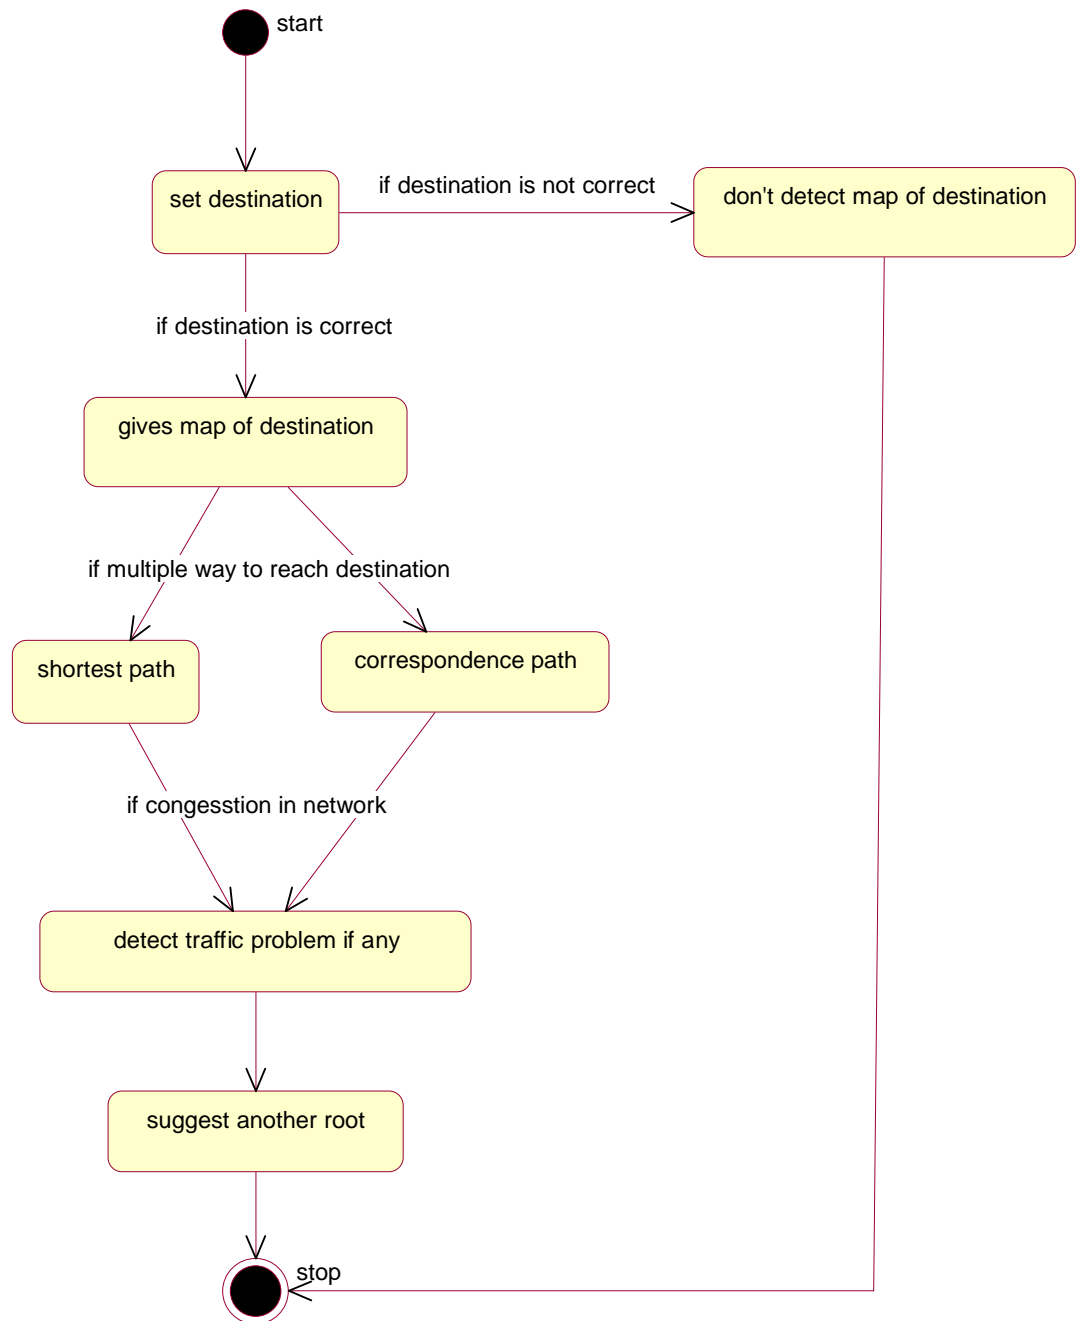 start
set destination
if destination is not correct
don't detect map of destination
if destination is correct
gives map of destination
if multiple way to reach destination
shortest path
correspondence path
if congesstion in network
detect traffic problem if any
suggest another root
stop